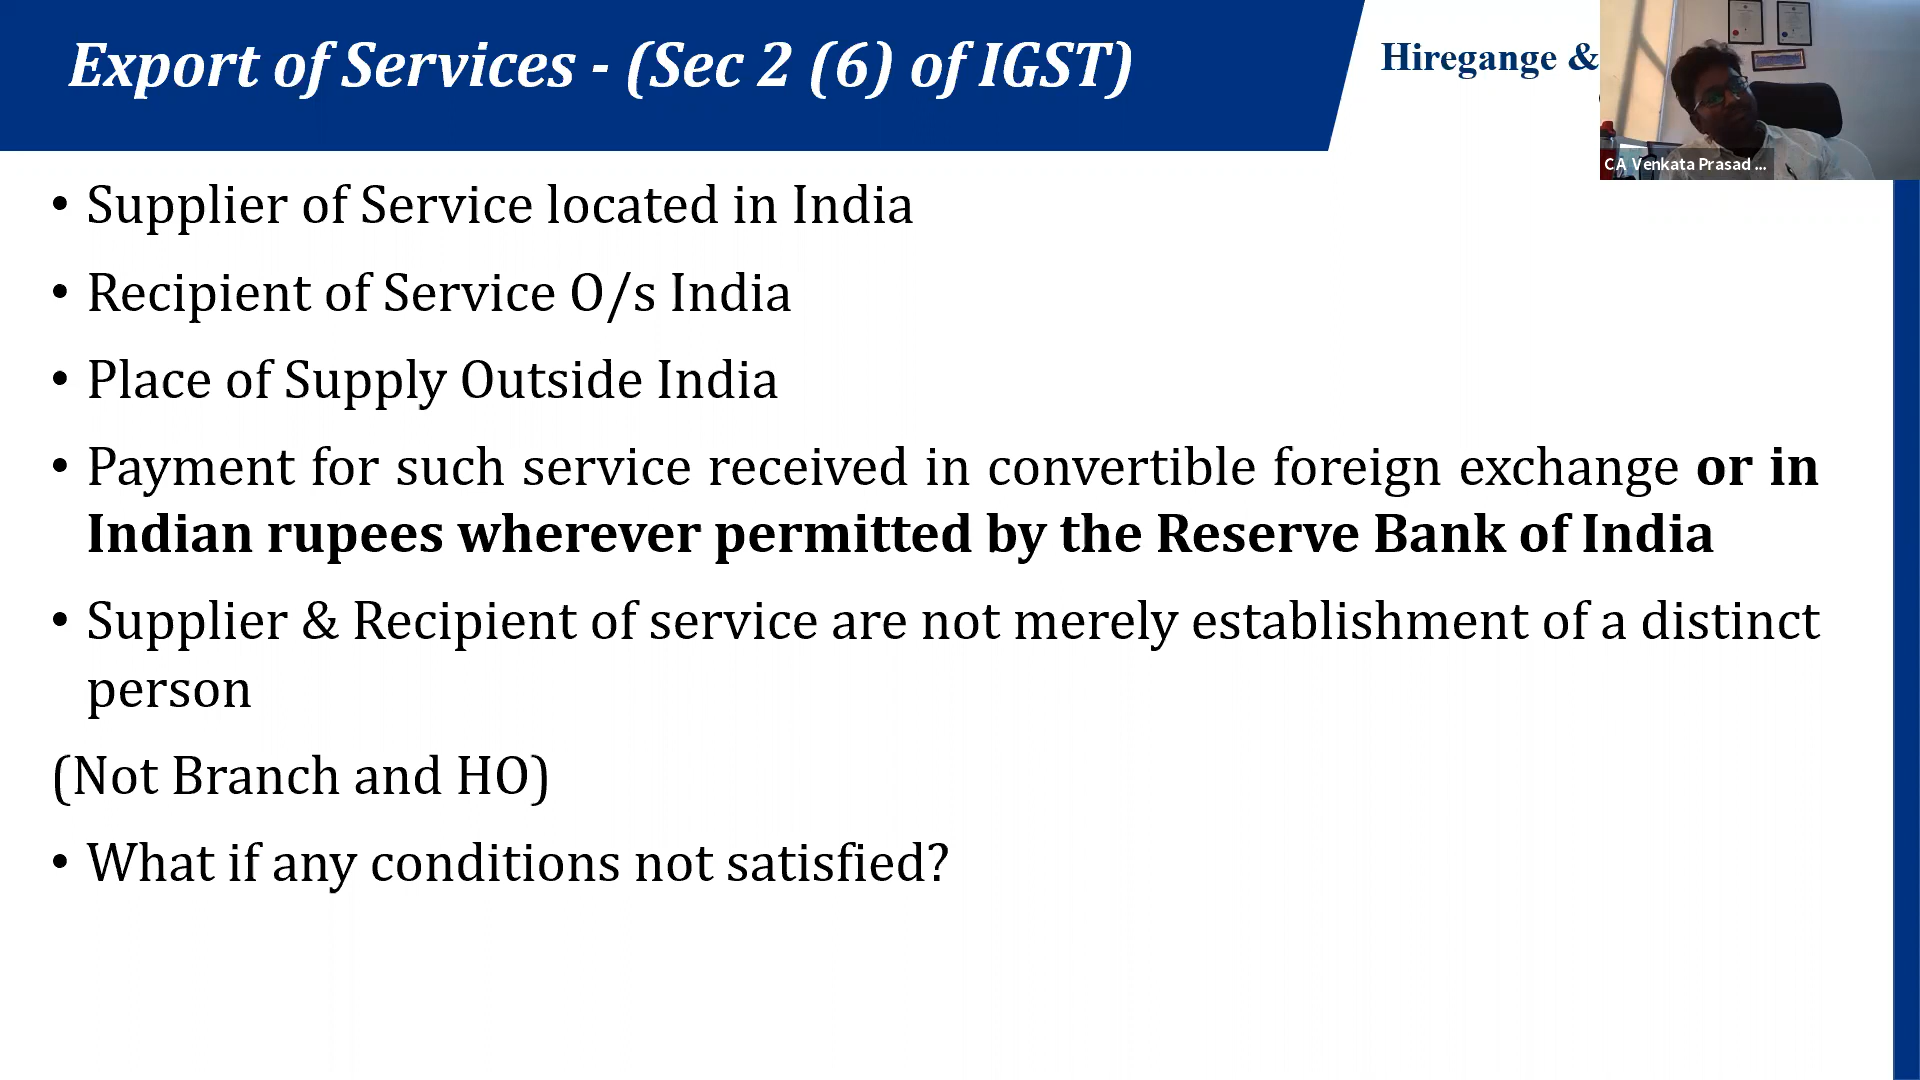 Export of Services - (Sec 2 (6) of IGST)
Hiregange &
CA Venkata Prasad ...
• Supplier of Service located in India
• Recipient of Service O/s India
• Place of Supply Outside India
• Payment for such service received in convertible foreign exchange or in
Indian rupees wherever permitted by the Reserve Bank of India
• Supplier & Recipient of service are not merely establishment of a distinct
person
(Not Branch and HO)
• What if any conditions not satisfied?